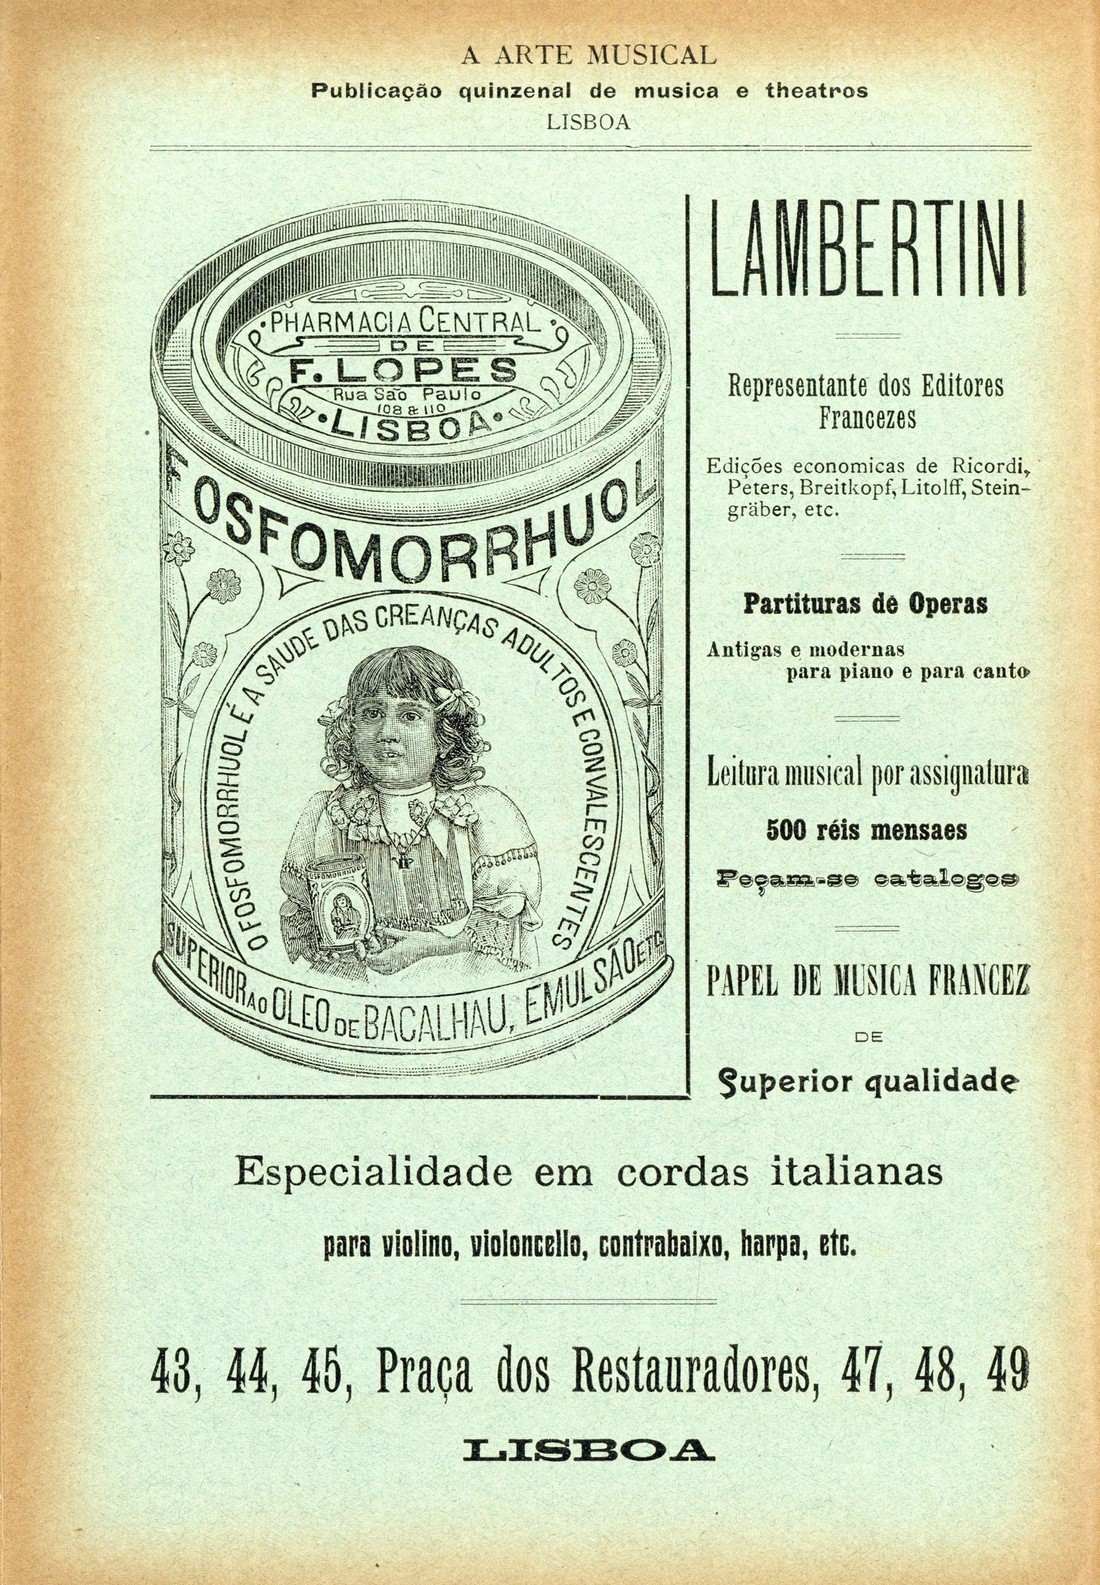 A ARTE MUSICAL
Publicação quinzenal de musica e theatros
LISBOA
PHARMACIA CENTRAL
DE
F. LOPES
Rua São Paulo
108 & 110
LISBOA
FOSFOMORRHUOL
O FOSFOMORRHUOL É A SAUDE DAS CREANÇAS ADULTOS E CONVALESCENTES
FOSFOMORRHUOL
SUPERIOR AO OLEO DE BACALHAU, EMULSÃO ETC.
LAMBERTINI
Representante dos Editores
Francezes
Edições economicas de Ricordi,
Peters, Breitkopf, Litolff, Stein-
gräber, etc.
Partituras de Operas
Antigas e modernas
para piano e para canto
Leitura musical por assignatura
500 réis mensaes
Peçam-se catalogos
PAPEL DE MUSICA FRANCEZ
DE
Superior qualidade
Especialidade em cordas italianas
para violino, violoncello, contrabaixo, harpa, etc.
43, 44, 45, Praça dos Restauradores, 47, 48, 49
LISBOA